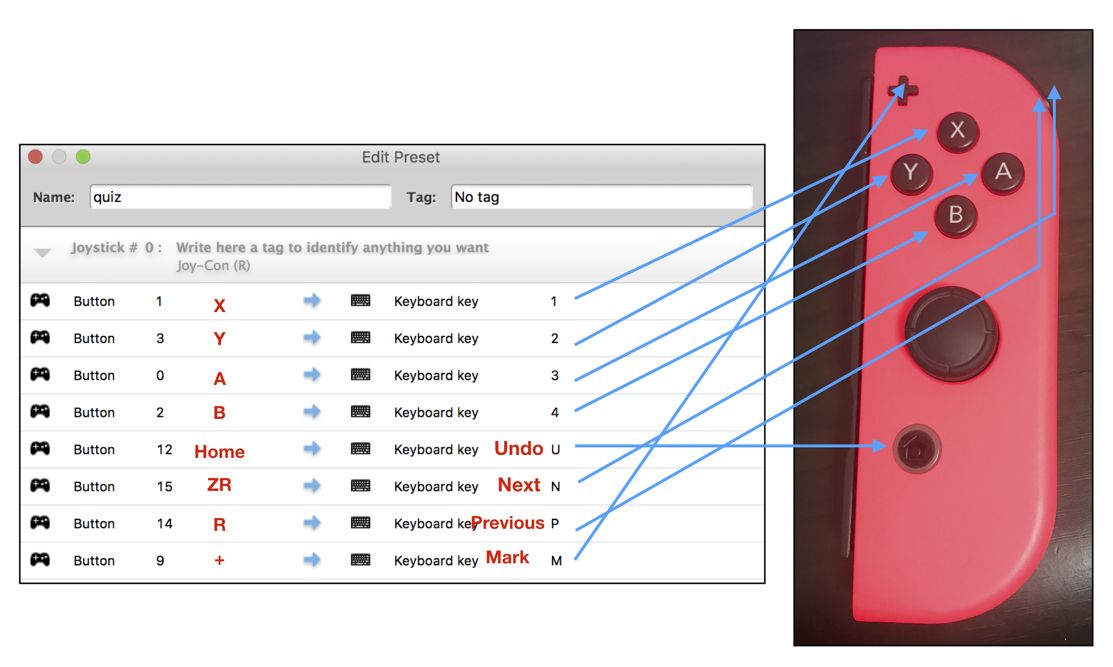 Edit Preset
Name: quiz Tag: No tag
Joystick # 0 : Write here a tag to identify anything you want
Joy-Con (R)
Button 1 X Keyboard key 1
Button 3 Y Keyboard key 2
Button 0 A Keyboard key 3
Button 2 B Keyboard key 4
Button 12 Home Keyboard key Undo U
Button 15 ZR Keyboard key Next N
Button 14 R Keyboard key Previous P
Button 9 + Keyboard key Mark M
X
Y A
B